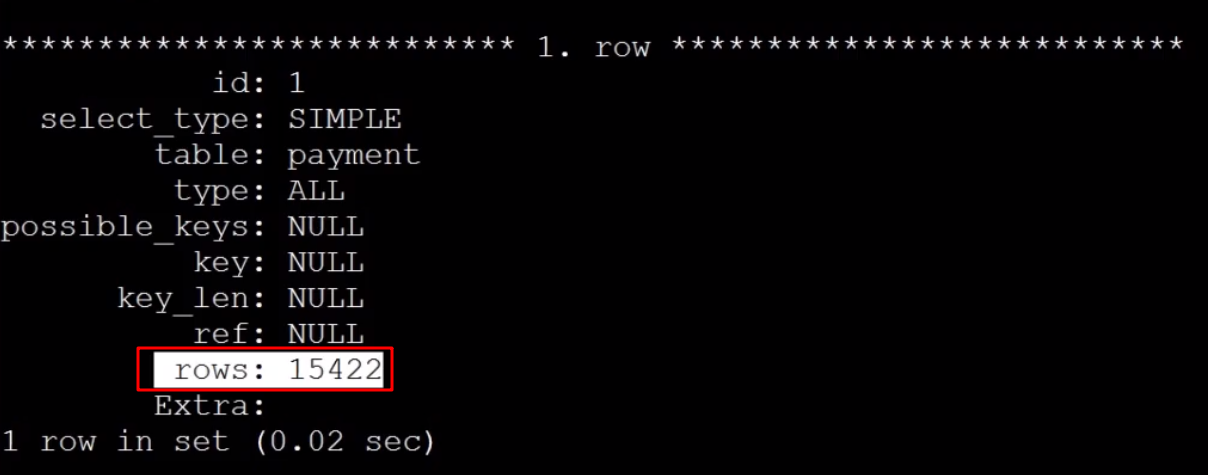 *************************** 1. row ***************************
id: 1
select_type: SIMPLE
table: payment
type: ALL
possible_keys: NULL
key: NULL
key_len: NULL
ref: NULL
rows: 15422
Extra:
1 row in set (0.02 sec)